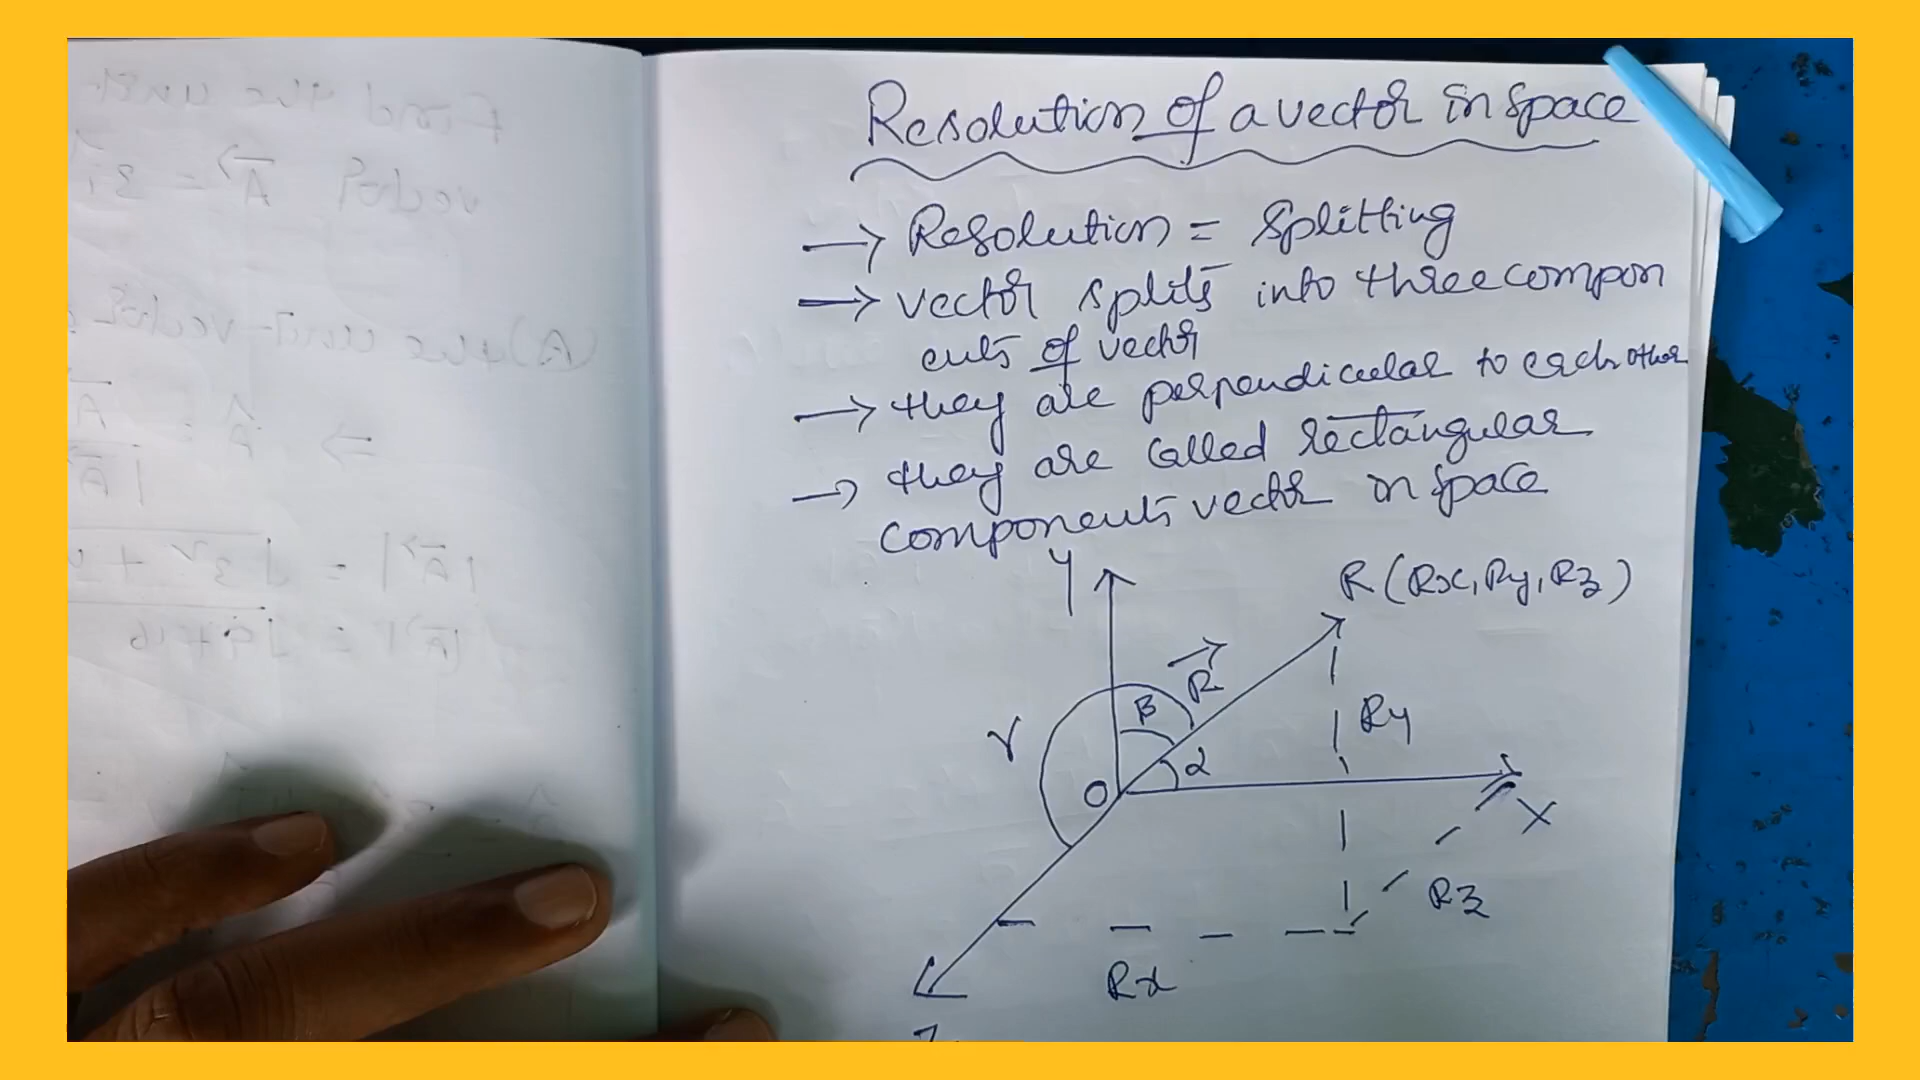 Resolution of a vector in space
→ Resolution = Splitting
→ vector splits into three compon
ents of vector
→ they are perpendicular to each other
→ they are called rectangular
components vector in space
Y
R (Rx, Ry, Rz)
R
β
γ
Ry
α
O
X
Rz
Rx
Z